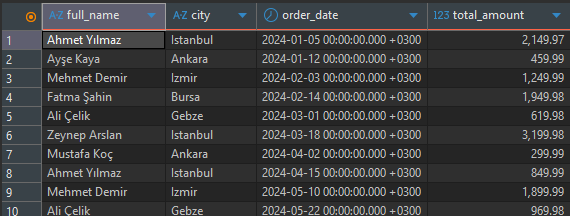 full_name AZ city order_date 123 total_amount
1 Ahmet Yılmaz Istanbul 2024-01-05 00:00:00.000 +0300 2,149.97
2 Ayşe Kaya Ankara 2024-01-12 00:00:00.000 +0300 459.99
3 Mehmet Demir Izmir 2024-02-03 00:00:00.000 +0300 1,249.99
4 Fatma Şahin Bursa 2024-02-14 00:00:00.000 +0300 1,949.98
5 Ali Çelik Gebze 2024-03-01 00:00:00.000 +0300 619.98
6 Zeynep Arslan Istanbul 2024-03-18 00:00:00.000 +0300 3,199.98
7 Mustafa Koç Ankara 2024-04-02 00:00:00.000 +0300 299.99
8 Ahmet Yılmaz Istanbul 2024-04-15 00:00:00.000 +0300 849.99
9 Mehmet Demir Izmir 2024-05-10 00:00:00.000 +0300 1,899.99
10 Ali Çelik Gebze 2024-05-22 00:00:00.000 +0300 969.98